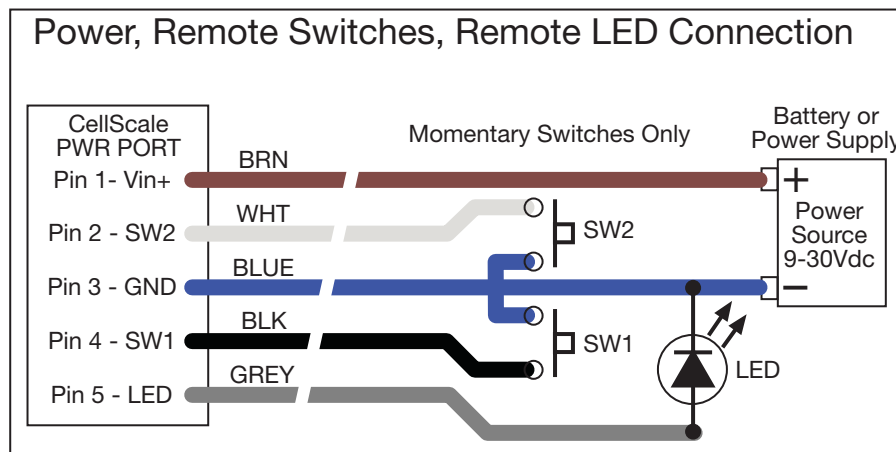 Power, Remote Switches, Remote LED Connection
CellScale
PWR PORT
Momentary Switches Only
Battery or
Power Supply
Pin 1- Vin+
BRN
+
Pin 2 - SW2
WHT
SW2
Power
Source
9-30Vdc
Pin 3 - GND
BLUE
−
Pin 4 - SW1
BLK
SW1
Pin 5 - LED
GREY
LED